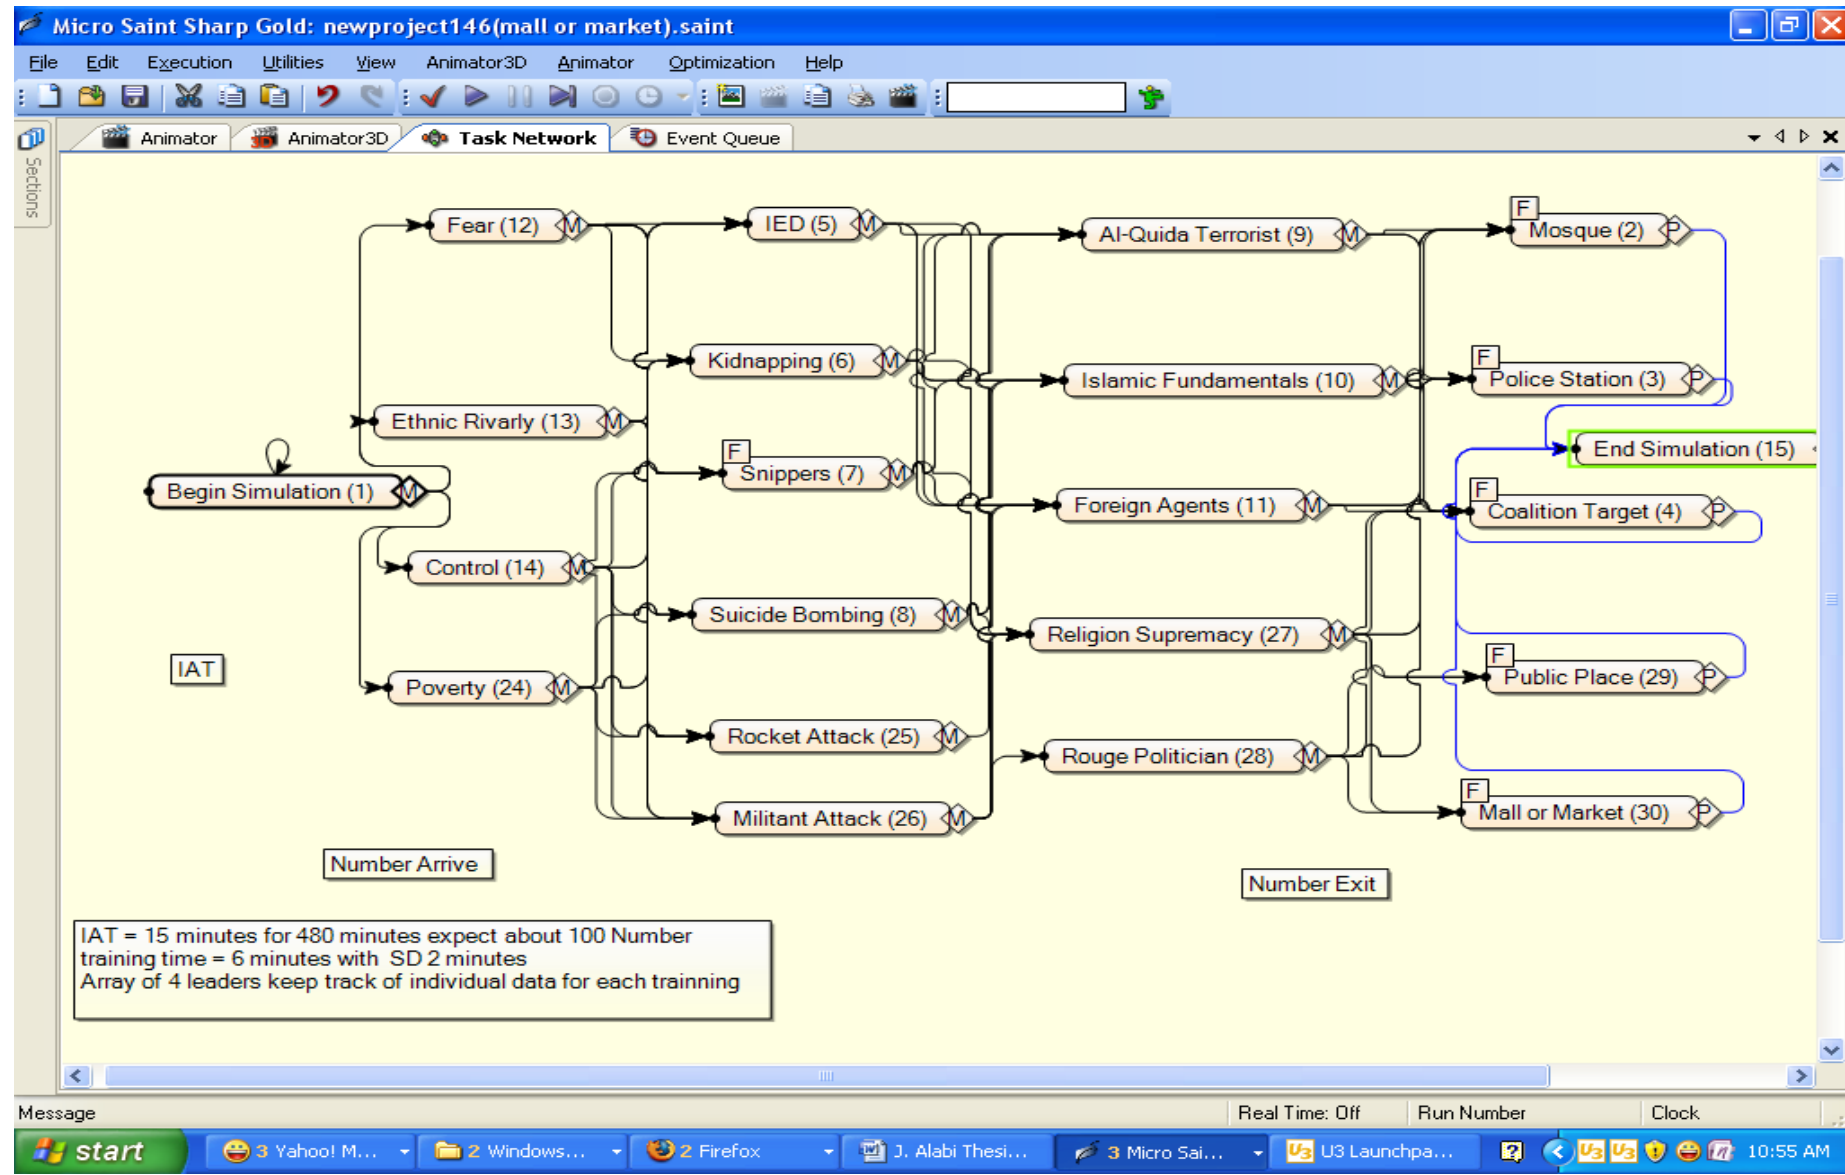 Micro Saint Sharp Gold: newproject146(mall or market).saint
File Edit Execution Utilities View Animator3D Animator Optimization Help
Animator Animator3D Task Network Event Queue
Sections
Fear (12) M
IED (5) M
Al-Quida Terrorist (9) M
F
Mosque (2) P
Kidnapping (6) M
Islamic Fundamentals (10) M
F
Police Station (3) P
Ethnic Rivarly (13) M
End Simulation (15)
Begin Simulation (1) M
F
Snippers (7) M
Foreign Agents (11) M
F
Coalition Target (4) P
Control (14) M
Suicide Bombing (8) M
Religion Supremacy (27) M
IAT
Poverty (24) M
F
Public Place (29) P
Rocket Attack (25) M
Rouge Politician (28) M
Militant Attack (26) M
F
Mall or Market (30) P
Number Arrive
Number Exit
IAT = 15 minutes for 480 minutes expect about 100 Number
training time = 6 minutes with SD 2 minutes
Array of 4 leaders keep track of individual data for each trainning
Message Real Time: Off Run Number Clock
start 3 Yahoo! M... 2 Windows... 2 Firefox J. Alabi Thesi... 3 Micro Sai... U3 U3 Launchpa... U3 U3 10:55 AM